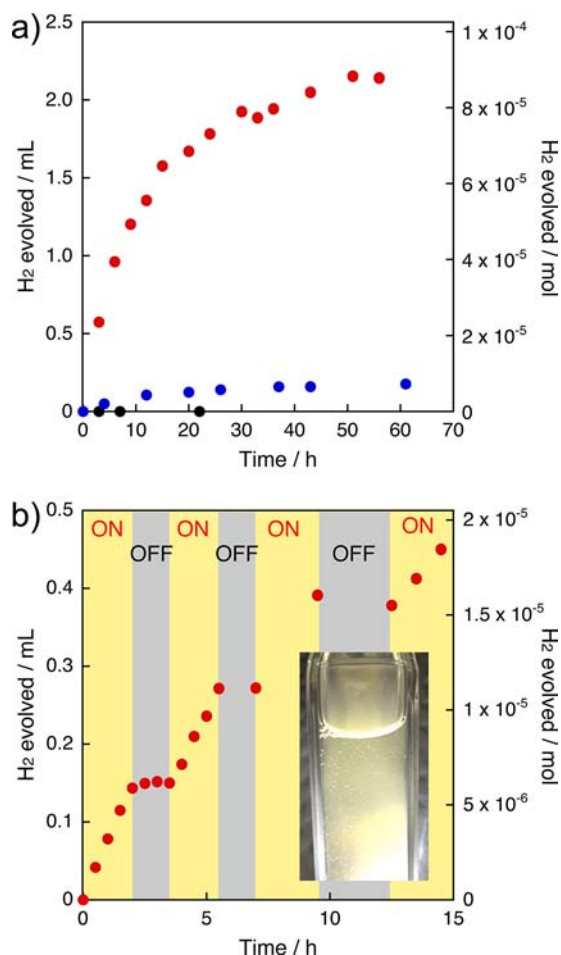 a)
2.5
2.0
1.5
1.0
0.5
0
H2 evolved / mL
1 x 10-4
8 x 10-5
6 x 10-5
4 x 10-5
2 x 10-5
0
H2 evolved / mol
0 10 20 30 40 50 60 70
Time / h
b)
0.5
0.4
0.3
0.2
0.1
0
H2 evolved / mL
ON ON ON ON
OFF OFF OFF
2 x 10-5
1.5 x 10-5
1 x 10-5
5 x 10-6
0
H2 evolved / mol
0 5 10 15
Time / h